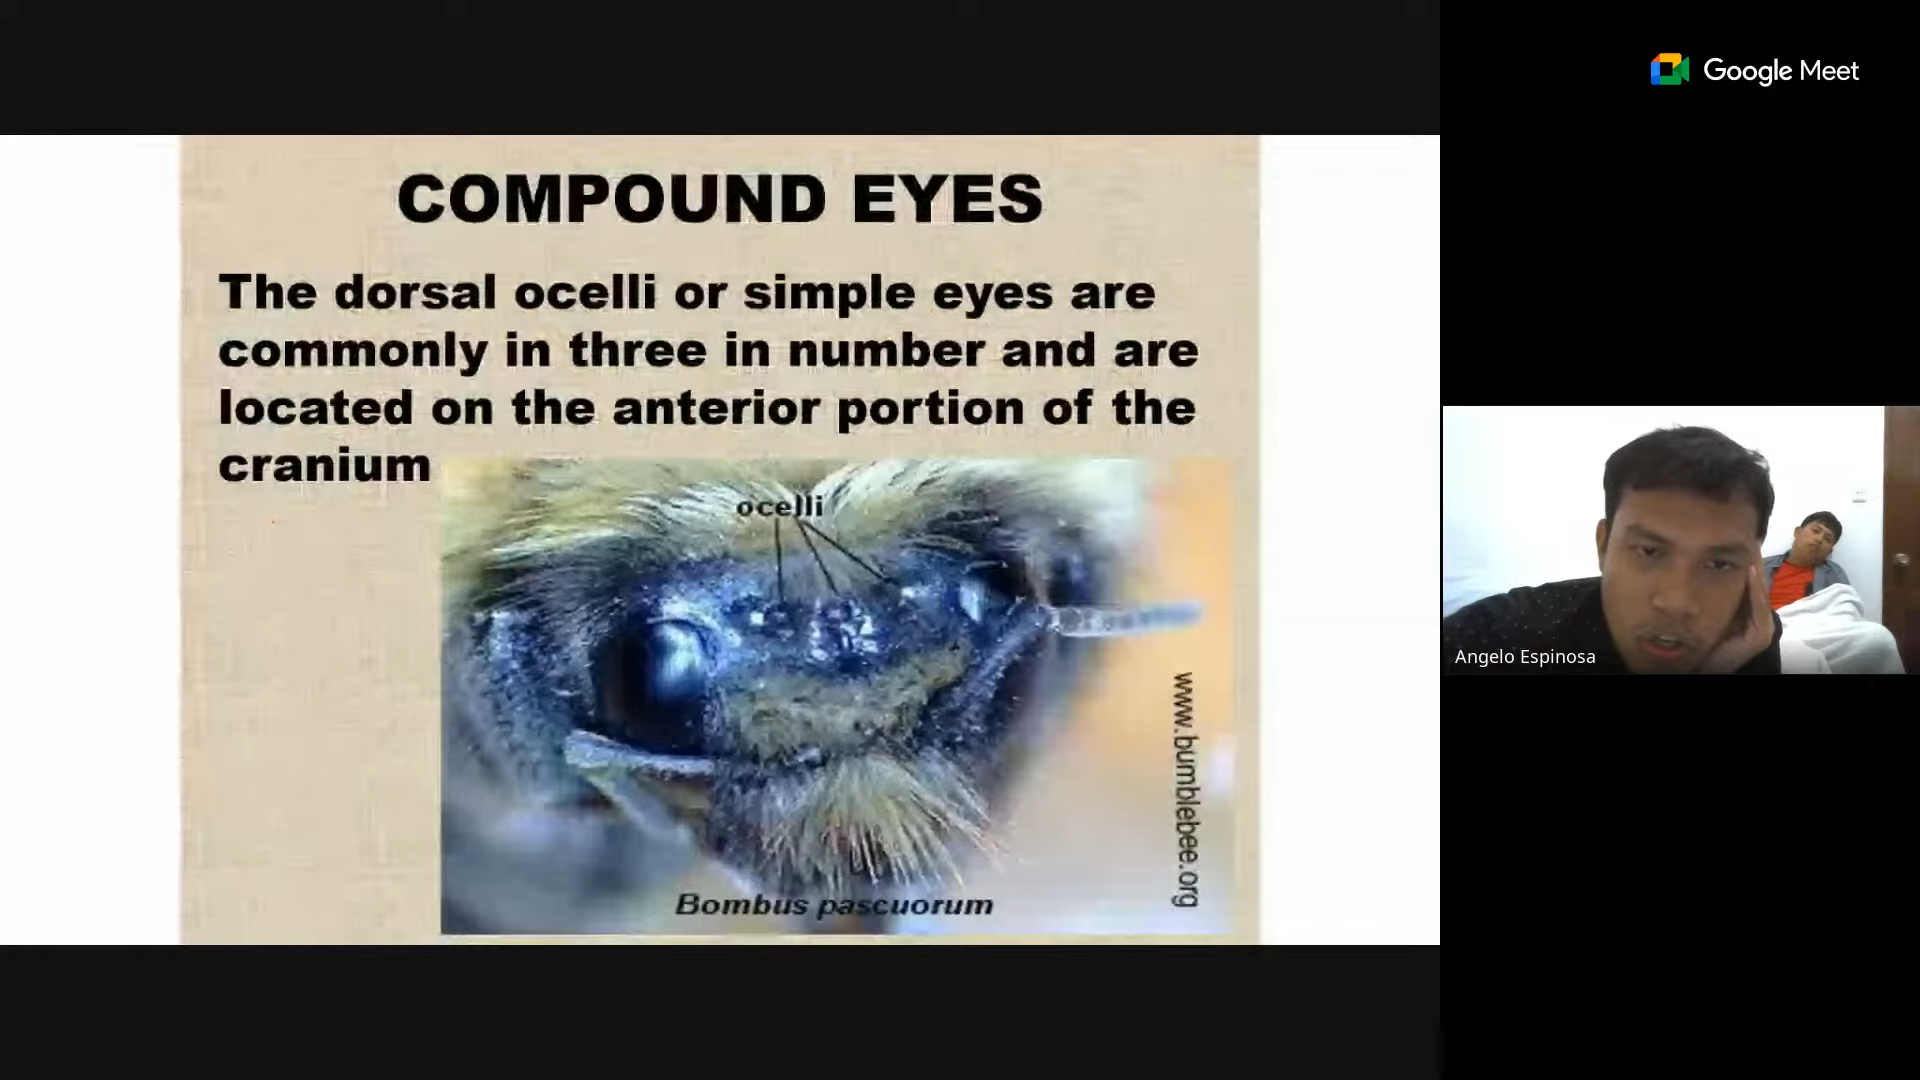 Google Meet
COMPOUND EYES
The dorsal ocelli or simple eyes are
commonly in three in number and are
located on the anterior portion of the
cranium
ocelli
www.bumblebee.org
Bombus pascuorum
Angelo Espinosa